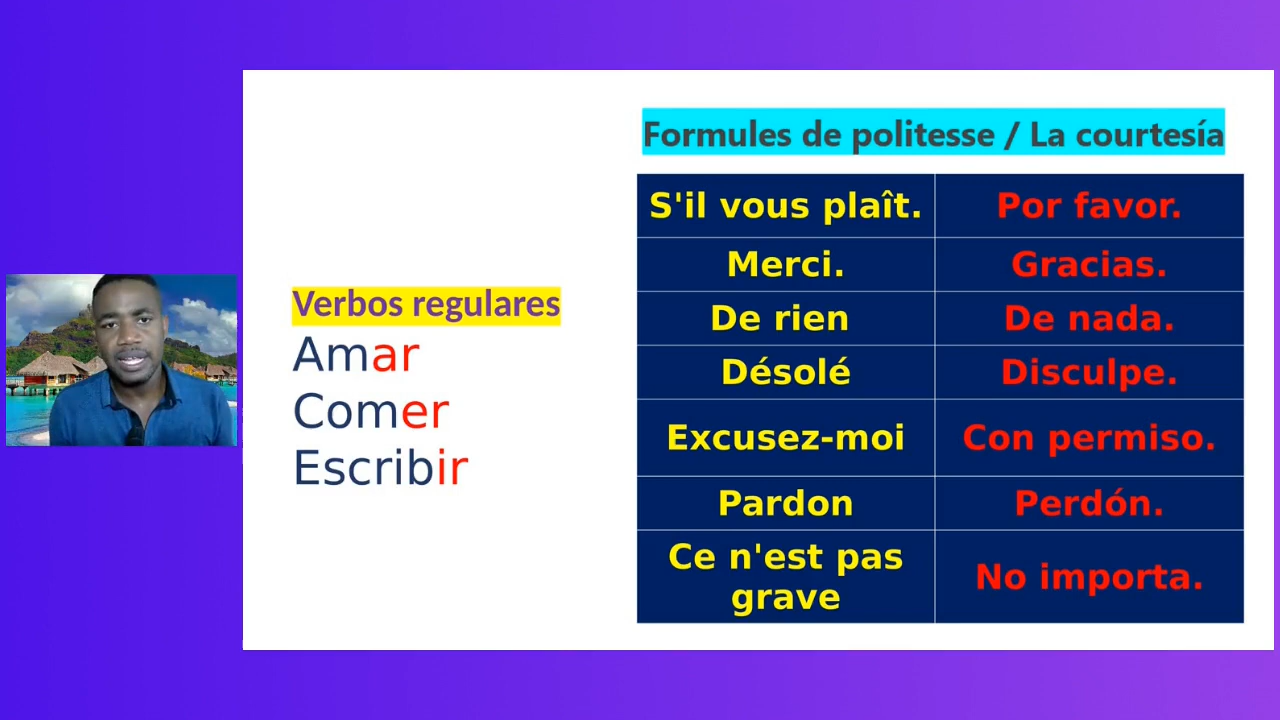 Verbos regulares
Amar
Comer
Escribir
Formules de politesse / La courtesía
S'il vous plaît. Por favor.
Merci. Gracias.
De rien De nada.
Désolé Disculpe.
Excusez-moi Con permiso.
Pardon Perdón.
Ce n'est pas
grave
No importa.